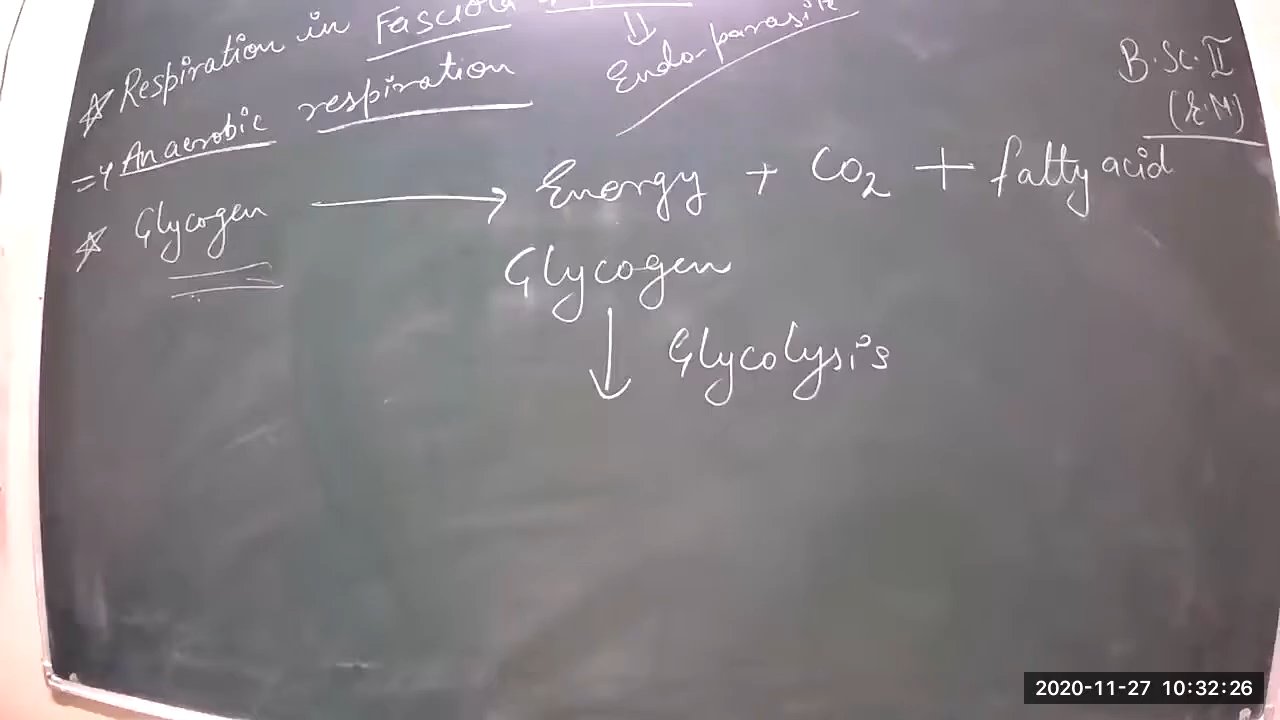 * Respiration in Fasciola
⇓
Endo-parasite
B.Sc. II
(Z.M)
=> Anaerobic respiration
* Glycogen → Energy + CO2 + fatty acid
Glycogen
↓ Glycolysis
2020-11-27 10:32:26